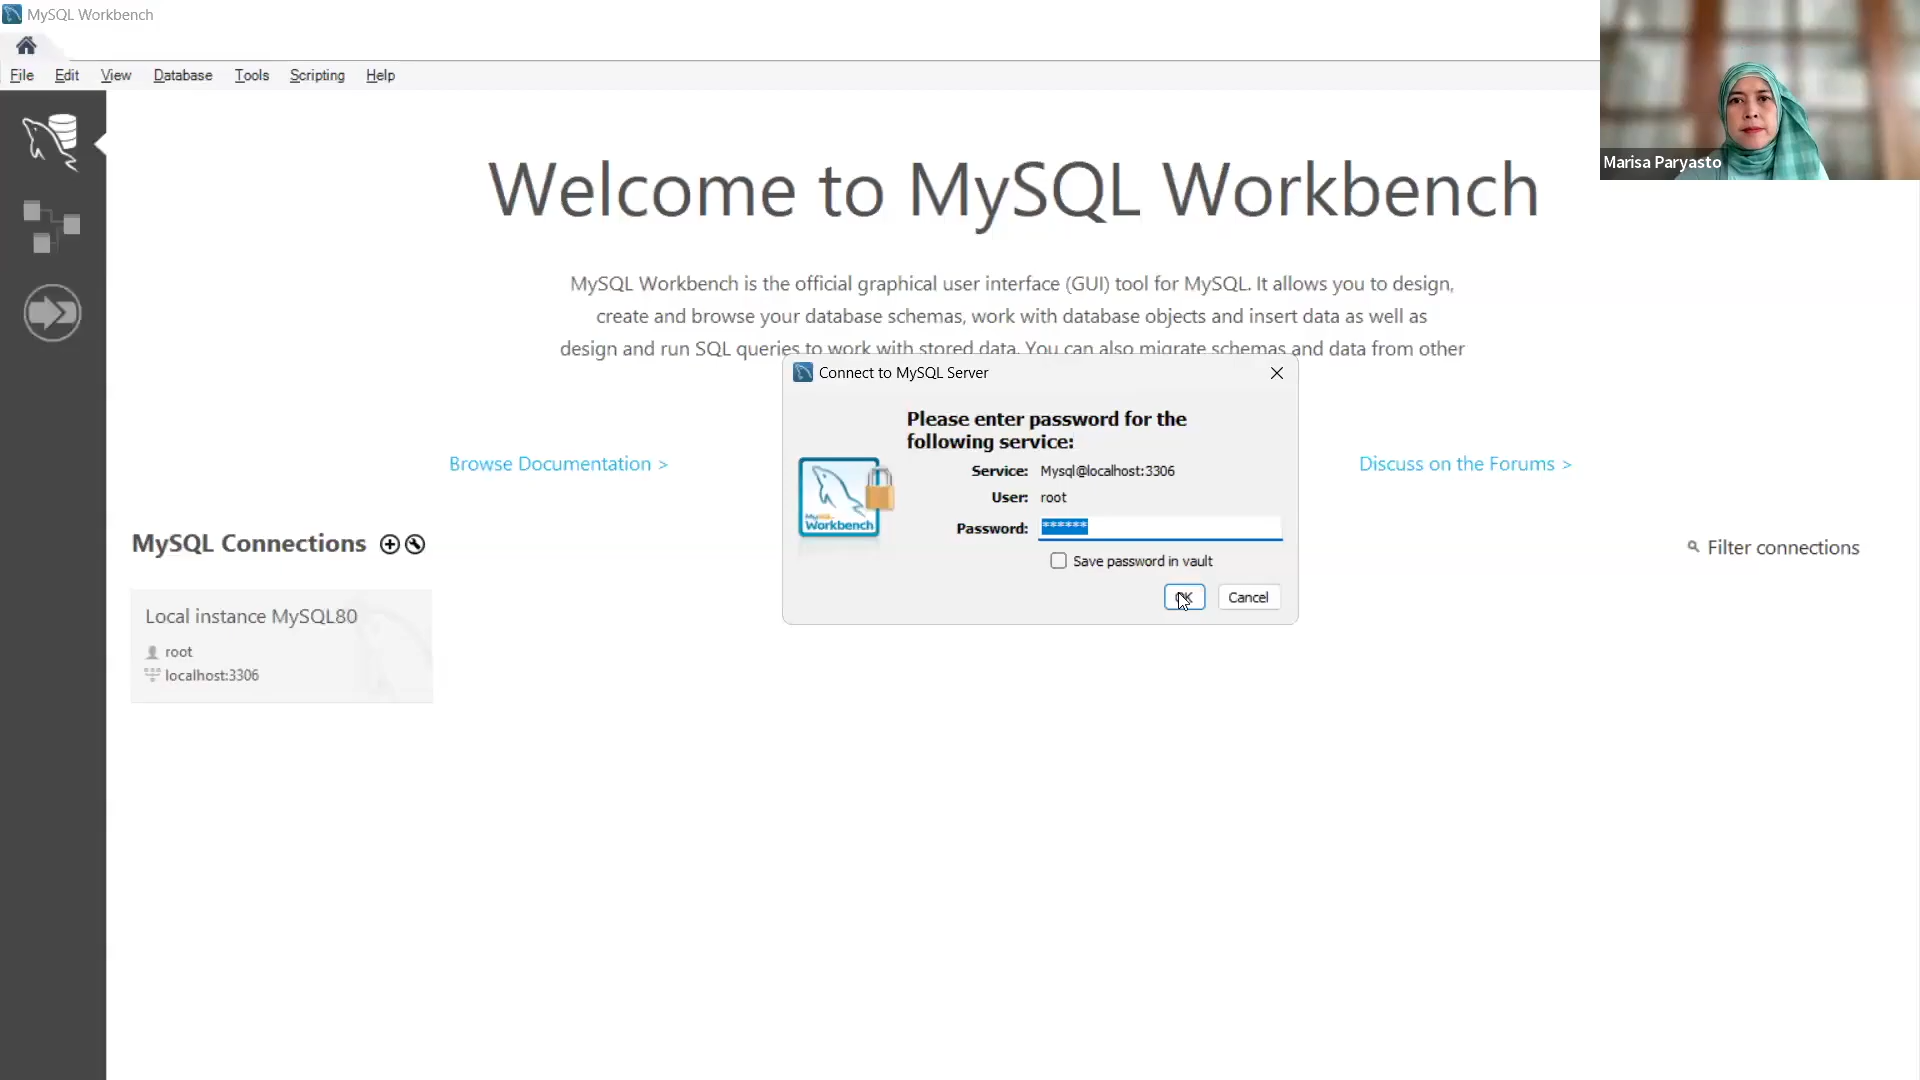 MySQL Workbench
File Edit View Database Tools Scripting Help
Marisa Paryasto
Welcome to MySQL Workbench
MySQL Workbench is the official graphical user interface (GUI) tool for MySQL. It allows you to design,
create and browse your database schemas, work with database objects and insert data as well as
design and run SQL queries to work with stored data. You can also migrate schemas and data from other
Browse Documentation >
Discuss on the Forums >
Connect to MySQL Server
Please enter password for the
following service:
Service: Mysql@localhost:3306
User: root
Password: ******
Save password in vault
OK Cancel
MySQL
Workbench
MySQL Connections
Filter connections
Local instance MySQL80
root
localhost:3306